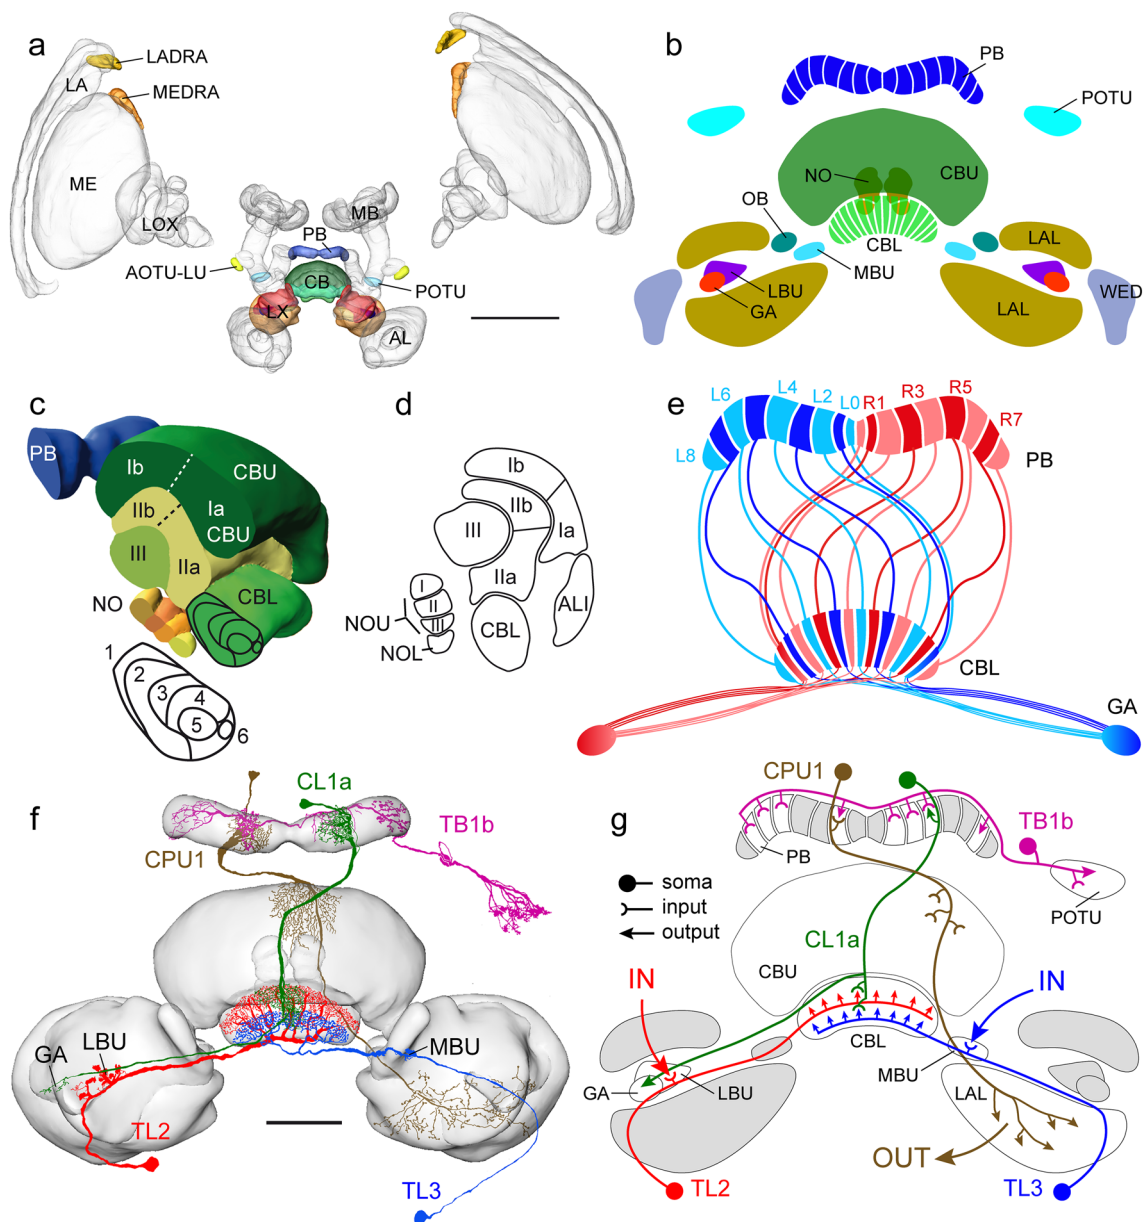 a
LADRA
LA
MEDRA
ME
LOX
MB
PB
AOTU-LU
CB
POTU
LX
AL
b
PB
POTU
NO
CBU
OB
CBL
LAL
MBU
LBU
WED
GA
LAL
c
PB
Ib
CBU
IIb
Ia
CBU
III
IIa
NO
CBL
1
2
3
4
5
6
d
Ib
IIb
III
Ia
IIa
I
II
III
NOU
NOL
CBL
ALI
e
L8
L6
L4
L2
L0
R1
R3
R5
R7
PB
CBL
GA
f
CL1a
TB1b
CPU1
GA
LBU
MBU
TL2
TL3
g
CPU1
TB1b
PB
soma
input
output
POTU
CL1a
CBU
IN
IN
CBL
MBU
GA
LBU
LAL
OUT
TL2
TL3